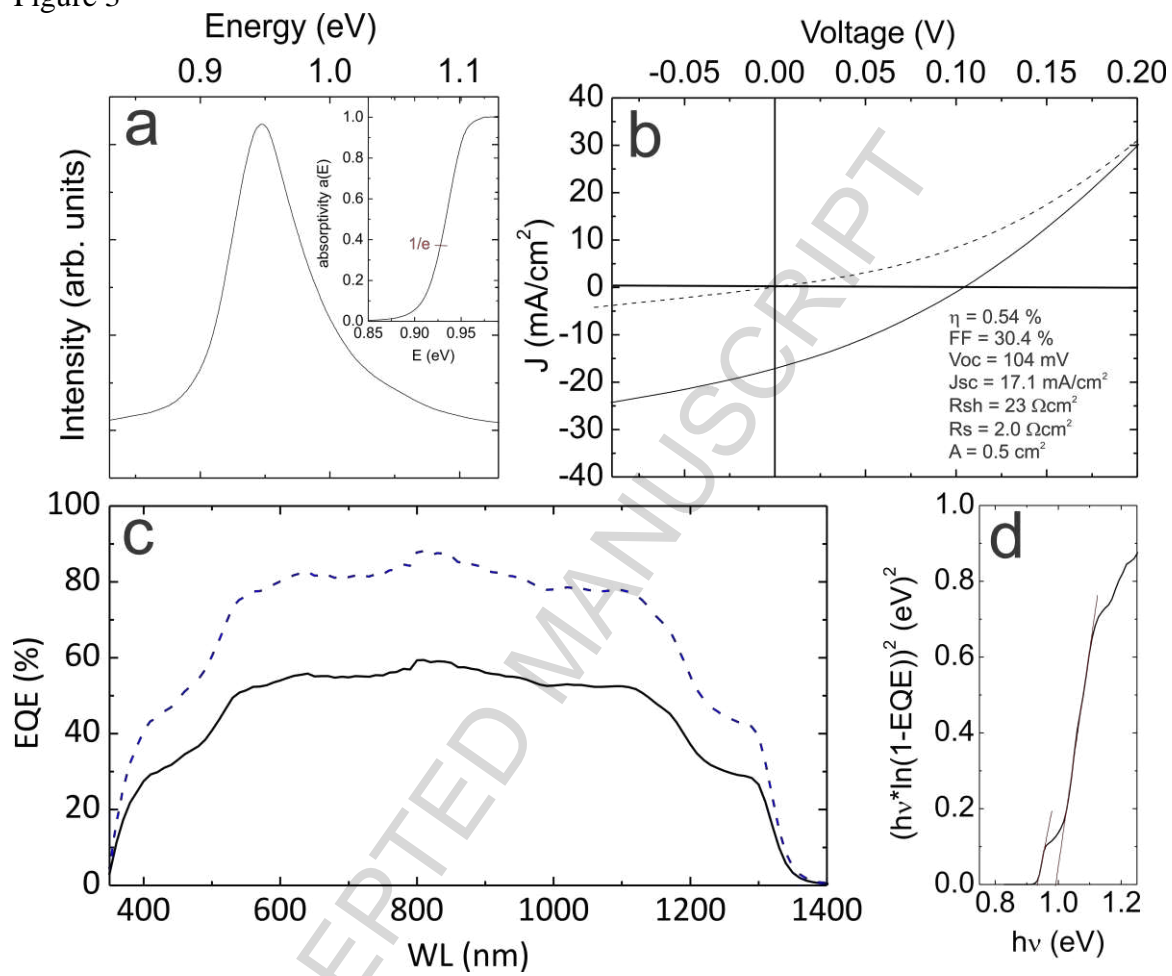 Figure 3
Energy (eV)
0.9 1.0 1.1
a
Intensity (arb. units)
absorptivity a(E)
1.0
0.8
0.6
0.4
0.2
0.0
1/e
0.85 0.90 0.95
E (eV)
Voltage (V)
-0.05 0.00 0.05 0.10 0.15 0.20
b
J (mA/cm²)
40
30
20
10
0
-10
-20
-30
-40
η = 0.54 %
FF = 30.4 %
Voc = 104 mV
Jsc = 17.1 mA/cm²
Rsh = 23 Ωcm²
Rs = 2.0 Ωcm²
A = 0.5 cm²
c
EQE (%)
100
80
60
40
20
0
400 600 800 1000 1200 1400
WL (nm)
d
(hν*ln(1-EQE))² (eV)²
1.0
0.8
0.6
0.4
0.2
0.0
0.8 1.0 1.2
hν (eV)
EPTED MANUSCRIPT